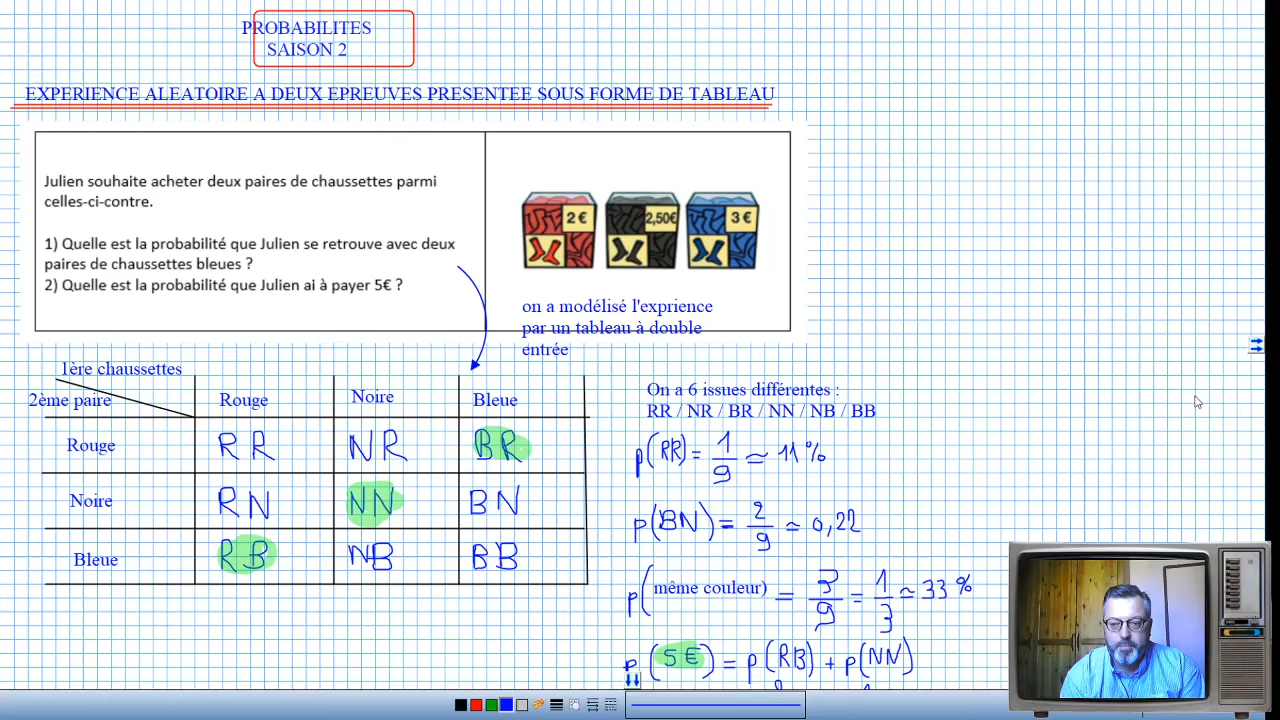 PROBABILITES
SAISON 2
EXPERIENCE ALEATOIRE A DEUX EPREUVES PRESENTEE SOUS FORME DE TABLEAU
Julien souhaite acheter deux paires de chaussettes parmi
celles-ci-contre.
1) Quelle est la probabilité que Julien se retrouve avec deux
paires de chaussettes bleues ?
2) Quelle est la probabilité que Julien ai à payer 5€ ?
2 € 2,50€ 3 €
on a modélisé l'exprience
par un tableau à double
entrée
1ère chaussettes
2ème paire Rouge Noire Bleue
Rouge RR NR BR
Noire RN NN BN
Bleue RB NB BB
On a 6 issues différentes :
RR / NR / BR / NN / NB / BB
p(RR) = 1/9 ≃ 11 %
p(BN) = 2/9 ≃ 0,22
p(même couleur) = 3/9 = 1/3 ≃ 33 %
p(5€) = p(RB) + p(NN)